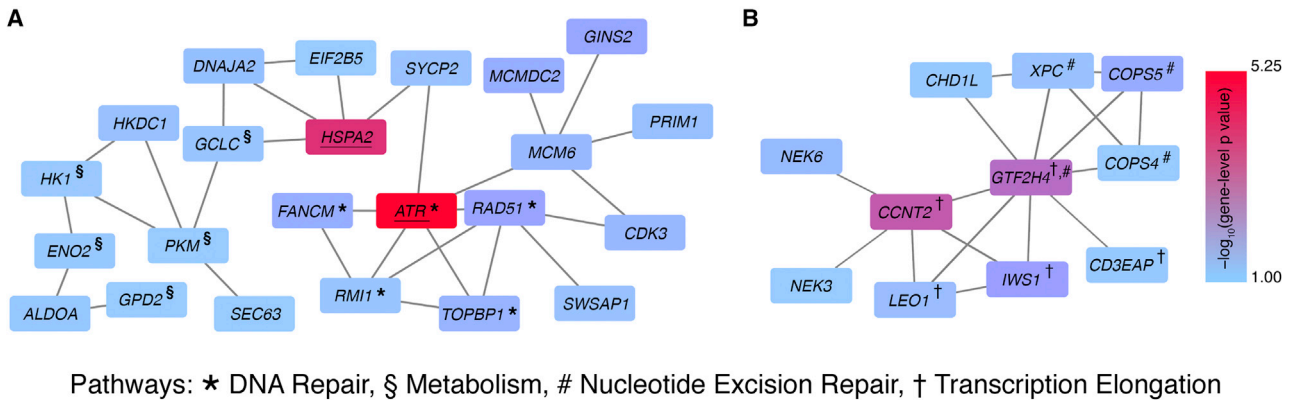 A
B
GINS2
DNAJA2
EIF2B5
SYCP2
MCMDC2
HKDC1
GCLC §
HSPA2
PRIM1
MCM6
HK1 §
FANCM *
ATR *
RAD51 *
CDK3
ENO2 §
PKM §
RMI1 *
TOPBP1 *
SWSAP1
ALDOA
GPD2 §
SEC63
CHD1L
XPC #
COPS5 #
NEK6
COPS4 #
GTF2H4 †,#
CCNT2 †
CD3EAP †
NEK3
LEO1 †
IWS1 †
5.25
−log₁₀(gene-level p value)
1.00
Pathways: * DNA Repair, § Metabolism, # Nucleotide Excision Repair, † Transcription Elongation